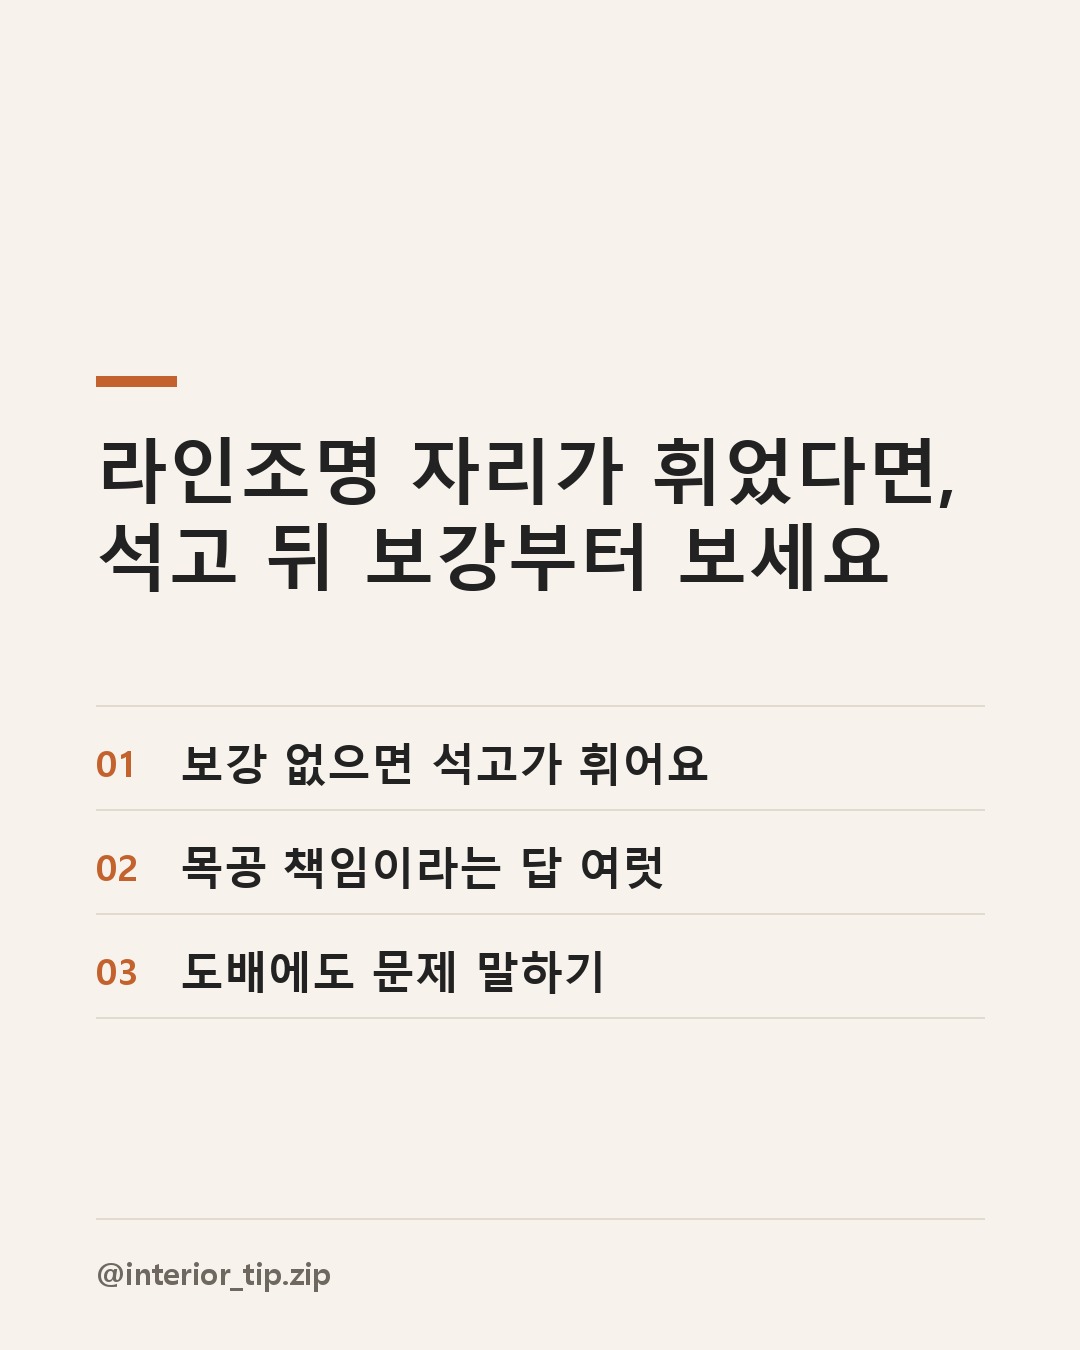 라인조명 자리가 휘었다면,
석고 뒤 보강부터 보세요
01 보강 없으면 석고가 휘어요
02 목공 책임이라는 답 여럿
03 도배에도 문제 말하기
@interior_tip.zip